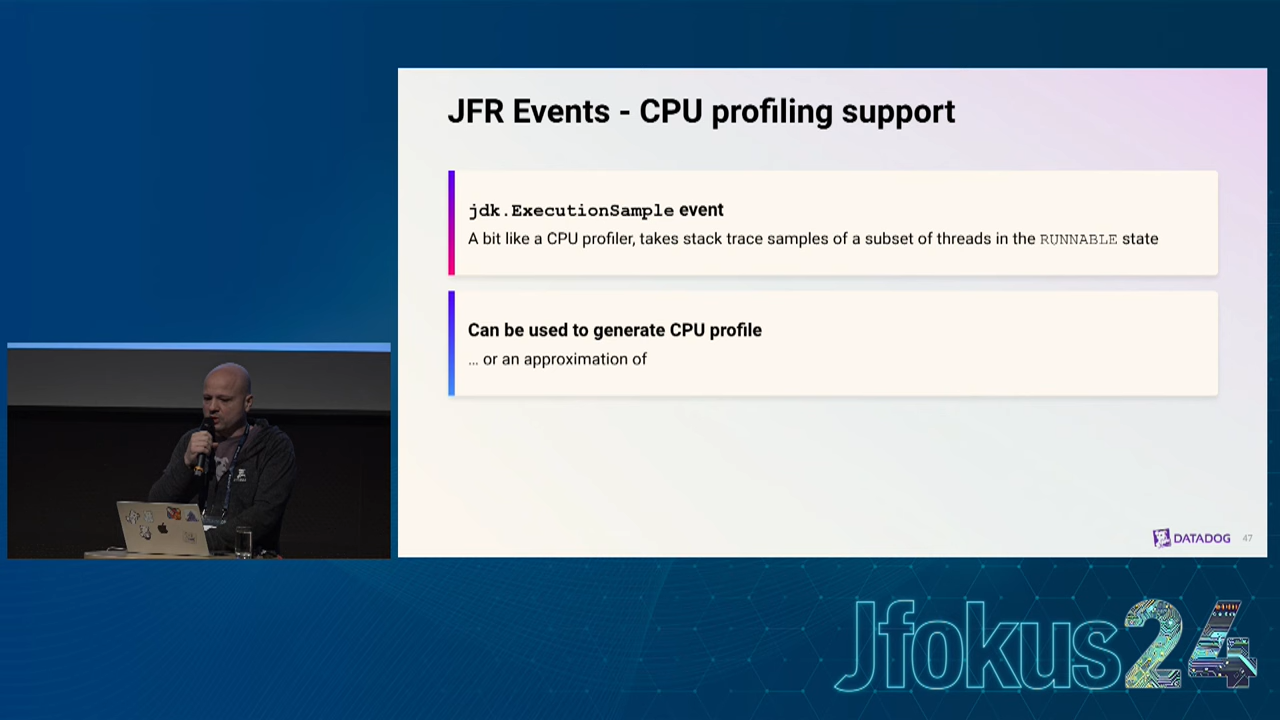 JFR Events - CPU profiling support
jdk.ExecutionSample event
A bit like a CPU profiler, takes stack trace samples of a subset of threads in the RUNNABLE state
Can be used to generate CPU profile
… or an approximation of
DATADOG 47
Jfokus24